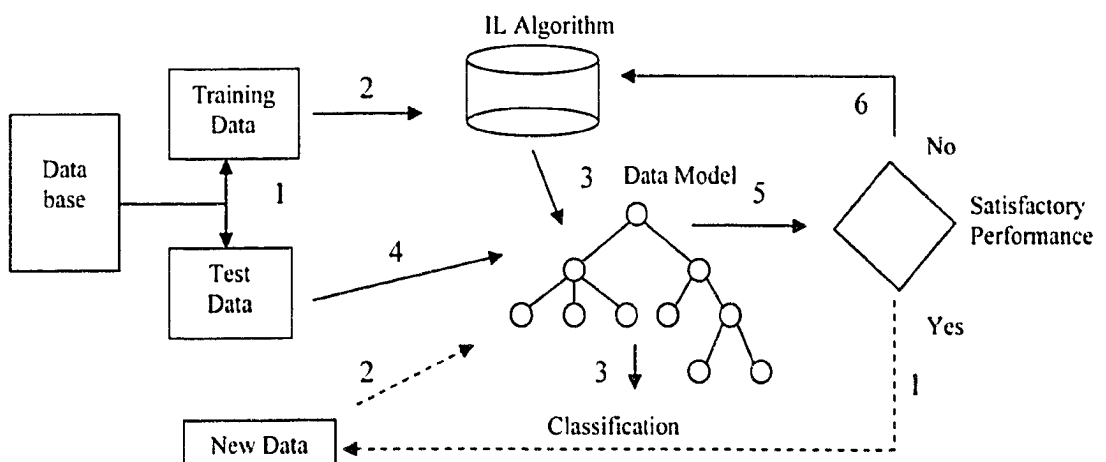 IL Algorithm
Training
Data
2
6
Data
base
1
No
3
Data Model
5
Satisfactory
Performance
Test
Data
4
Yes
2
3
1
Classification
New Data